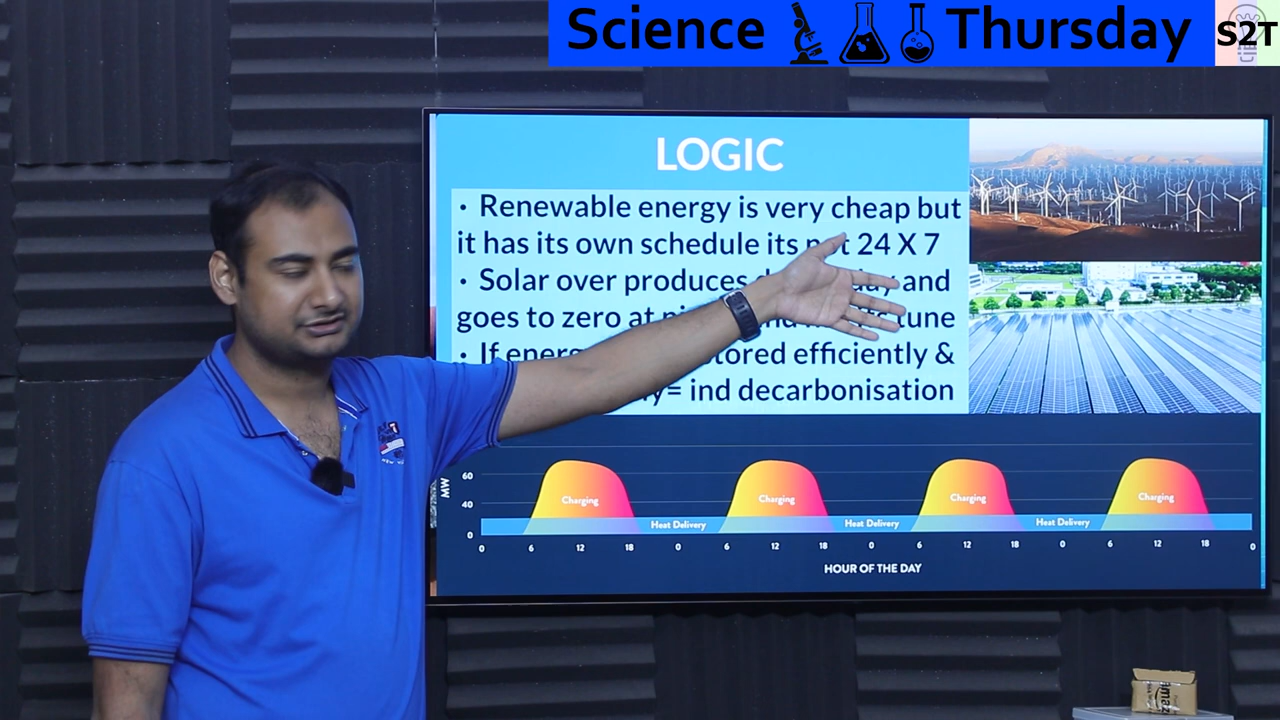 Science Thursday
S2T
LOGIC
• Renewable energy is very cheap but
it has its own schedule its not 24 X 7
• Solar over produces day and
goes to zero at tune
• If stored efficiently &
= ind decarbonisation
MW
60
40
0
Charging Charging Charging Charging
Heat Delivery Heat Delivery Heat Delivery
0 6 12 18 0 6 12 18 0 6 12 18 0 6 12 18 0
HOUR OF THE DAY